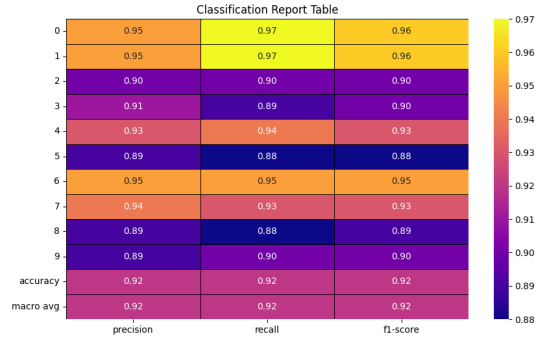 Classification Report Table
0 0.95 0.97 0.96 0.97
1 0.95 0.97 0.96 0.96
2 0.90 0.90 0.90 0.95
3 0.91 0.89 0.90 0.94
4 0.93 0.94 0.93 0.93
5 0.89 0.88 0.88 0.92
6 0.95 0.95 0.95 0.91
7 0.94 0.93 0.93 0.90
8 0.89 0.88 0.89 0.89
9 0.89 0.90 0.90 0.88
accuracy 0.92 0.92 0.92
macro avg 0.92 0.92 0.92
precision recall f1-score